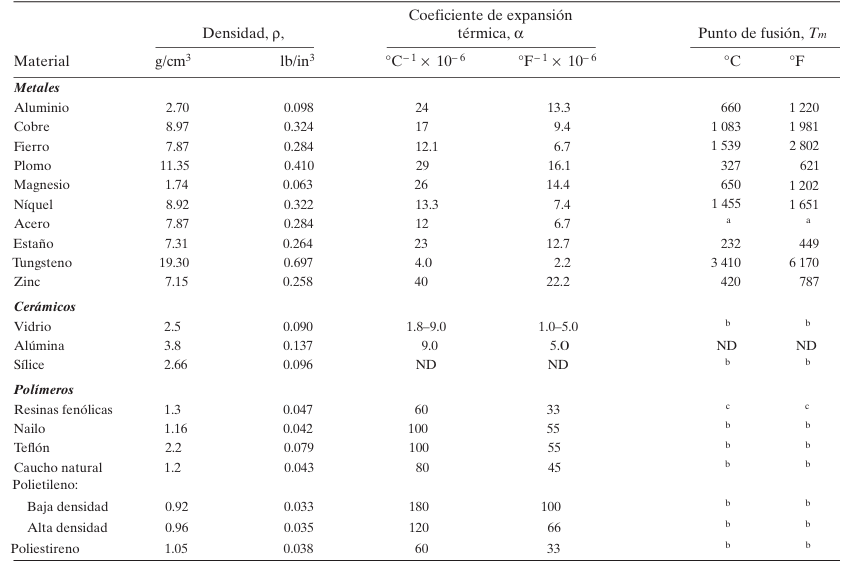 Coeficiente de expansión
Densidad, ρ, térmica, α Punto de fusión, Tm
Material g/cm³ lb/in³ °C⁻¹ × 10⁻⁶ °F⁻¹ × 10⁻⁶ °C °F
Metales
Aluminio 2.70 0.098 24 13.3 660 1 220
Cobre 8.97 0.324 17 9.4 1 083 1 981
Fierro 7.87 0.284 12.1 6.7 1 539 2 802
Plomo 11.35 0.410 29 16.1 327 621
Magnesio 1.74 0.063 26 14.4 650 1 202
Níquel 8.92 0.322 13.3 7.4 1 455 1 651
Acero 7.87 0.284 12 6.7 a a
Estaño 7.31 0.264 23 12.7 232 449
Tungsteno 19.30 0.697 4.0 2.2 3 410 6 170
Zinc 7.15 0.258 40 22.2 420 787
Cerámicos
Vidrio 2.5 0.090 1.8–9.0 1.0–5.0 b b
Alúmina 3.8 0.137 9.0 5.O ND ND
Sílice 2.66 0.096 ND ND b b
Polímeros
Resinas fenólicas 1.3 0.047 60 33 c c
Nailo 1.16 0.042 100 55 b b
Teflón 2.2 0.079 100 55 b b
Caucho natural 1.2 0.043 80 45 b b
Polietileno:
Baja densidad 0.92 0.033 180 100 b b
Alta densidad 0.96 0.035 120 66 b b
Poliestireno 1.05 0.038 60 33 b b